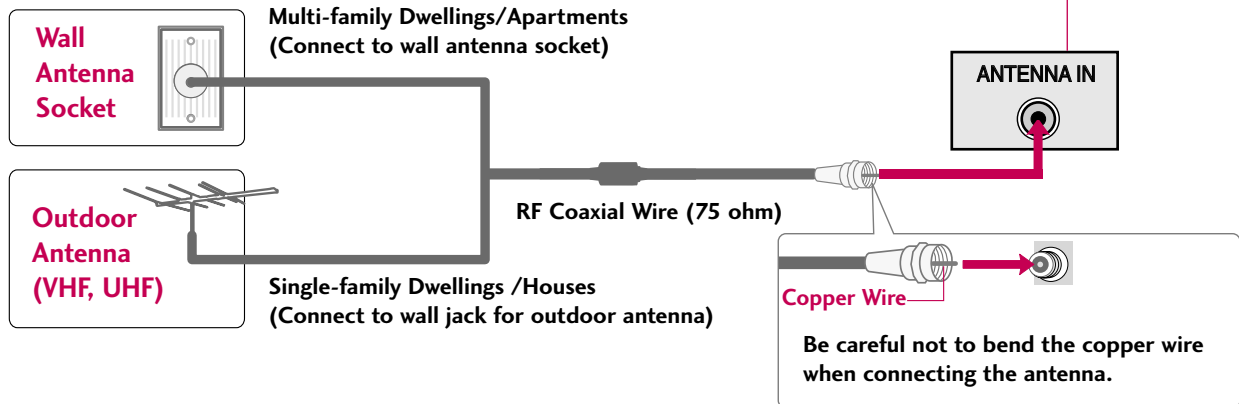 Wall
Antenna
Socket
Multi-family Dwellings/Apartments
(Connect to wall antenna socket)
ANTENNA IN
Outdoor
Antenna
(VHF, UHF)
RF Coaxial Wire (75 ohm)
Single-family Dwellings /Houses
(Connect to wall jack for outdoor antenna)
Copper Wire
Be careful not to bend the copper wire
when connecting the antenna.